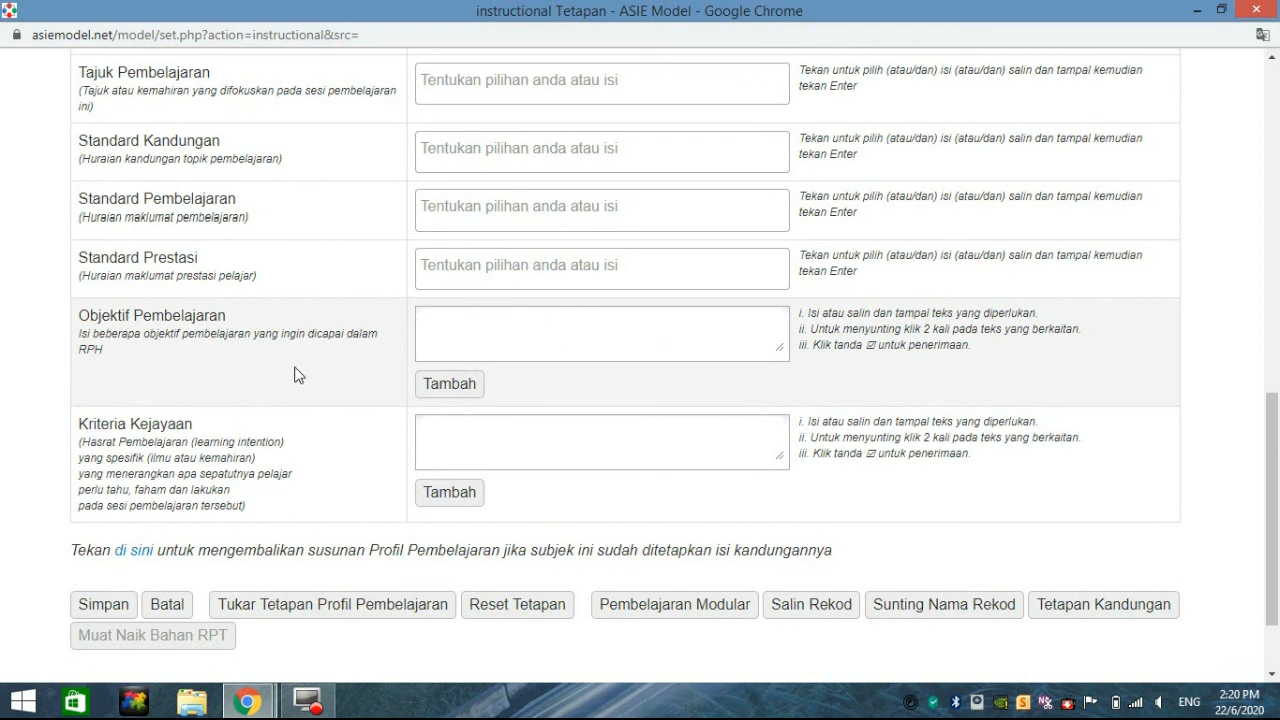 instructional Tetapan - ASIE Model - Google Chrome
asiemodel.net/model/set.php?action=instructional&src=
Tajuk Pembelajaran
(Tajuk atau kemahiran yang difokuskan pada sesi pembelajaran
ini)
Tentukan pilihan anda atau isi
Tekan untuk pilih (atau/dan) isi (atau/dan) salin dan tampal kemudian
tekan Enter
Standard Kandungan
(Huraian kandungan topik pembelajaran)
Tentukan pilihan anda atau isi
Tekan untuk pilih (atau/dan) isi (atau/dan) salin dan tampal kemudian
tekan Enter
Standard Pembelajaran
(Huraian maklumat pembelajaran)
Tentukan pilihan anda atau isi
Tekan untuk pilih (atau/dan) isi (atau/dan) salin dan tampal kemudian
tekan Enter
Standard Prestasi
(Huraian maklumat prestasi pelajar)
Tentukan pilihan anda atau isi
Tekan untuk pilih (atau/dan) isi (atau/dan) salin dan tampal kemudian
tekan Enter
Objektif Pembelajaran
Isi beberapa objektif pembelajaran yang ingin dicapai dalam
RPH
Tambah
i. Isi atau salin dan tampal teks yang diperlukan.
ii. Untuk menyunting klik 2 kali pada teks yang berkaitan.
iii. Klik tanda ☑ untuk penerimaan.
Kriteria Kejayaan
(Hasrat Pembelajaran (learning intention)
yang spesifik (ilmu atau kemahiran)
yang menerangkan apa sepatutnya pelajar
perlu tahu, faham dan lakukan
pada sesi pembelajaran tersebut)
Tambah
i. Isi atau salin dan tampal teks yang diperlukan.
ii. Untuk menyunting klik 2 kali pada teks yang berkaitan.
iii. Klik tanda ☑ untuk penerimaan.
Tekan di sini untuk mengembalikan susunan Profil Pembelajaran jika subjek ini sudah ditetapkan isi kandungannya
Simpan Batal Tukar Tetapan Profil Pembelajaran Reset Tetapan Pembelajaran Modular Salin Rekod Sunting Nama Rekod Tetapan Kandungan
Muat Naik Bahan RPT
ENG
2:20 PM
22/6/2020